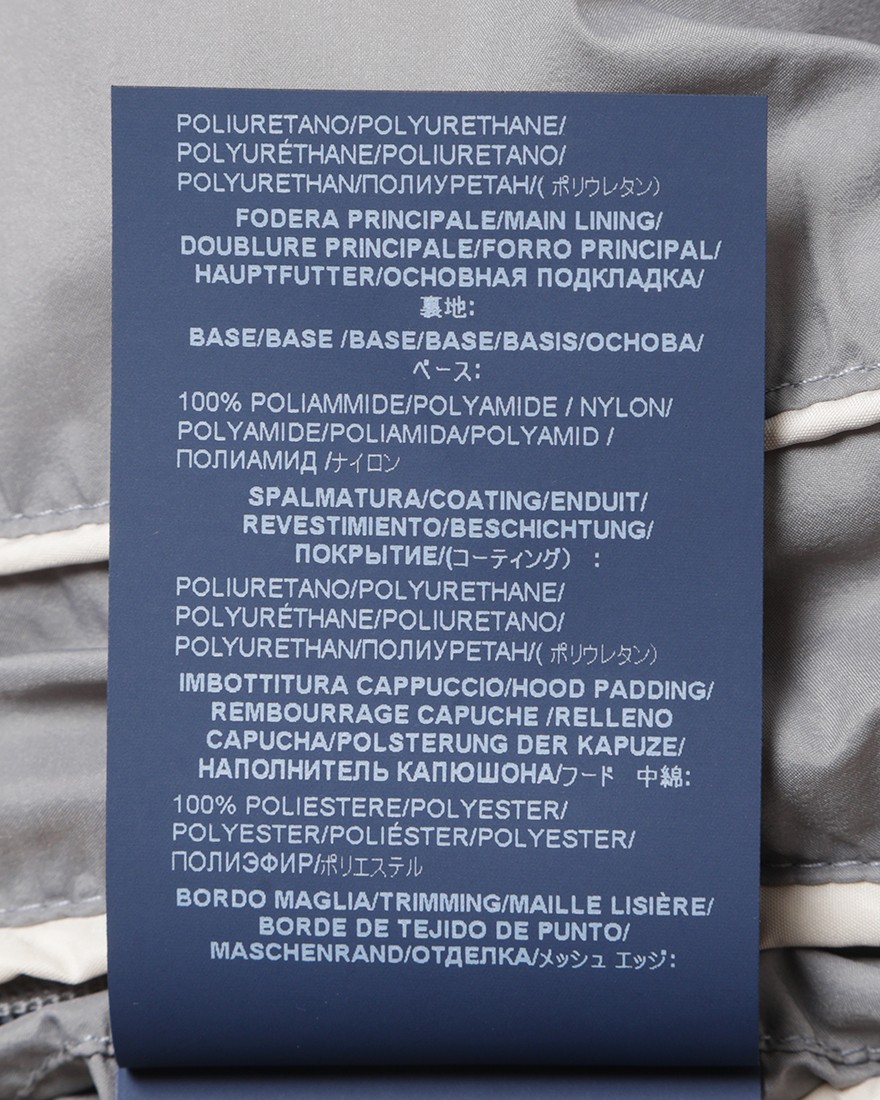 POLIURETANO/POLYURETHANE/
POLYURÉTHANE/POLIURETANO/
POLYURETHAN/ПОЛИУРЕТАН/( ポリウレタン)
FODERA PRINCIPALE/MAIN LINING/
DOUBLURE PRINCIPALE/FORRO PRINCIPAL/
HAUPTFUTTER/ОСНОВНАЯ ПОДКЛАДКА/
裏地:
BASE/BASE /BASE/BASE/BASIS/ОСНОВА/
ベース:
100% POLIAMMIDE/POLYAMIDE / NYLON/
POLYAMIDE/POLIAMIDA/POLYAMID /
ПОЛИАМИД /ナイロン
SPALMATURA/COATING/ENDUIT/
REVESTIMIENTO/BESCHICHTUNG/
ПОКРЫТИЕ/(コーティング) :
POLIURETANO/POLYURETHANE/
POLYURÉTHANE/POLIURETANO/
POLYURETHAN/ПОЛИУРЕТАН/( ポリウレタン)
IMBOTTITURA CAPPUCCIO/HOOD PADDING/
REMBOURRAGE CAPUCHE /RELLENO
CAPUCHA/POLSTERUNG DER KAPUZE/
НАПОЛНИТЕЛЬ КАПЮШОНА/フード 中綿:
100% POLIESTERE/POLYESTER/
POLYESTER/POLIÉSTER/POLYESTER/
ПОЛИЭФИР/ポリエステル
BORDO MAGLIA/TRIMMING/MAILLE LISIÈRE/
BORDE DE TEJIDO DE PUNTO/
MASCHENRAND/ОТДЕЛКА/メッシュ エッジ: